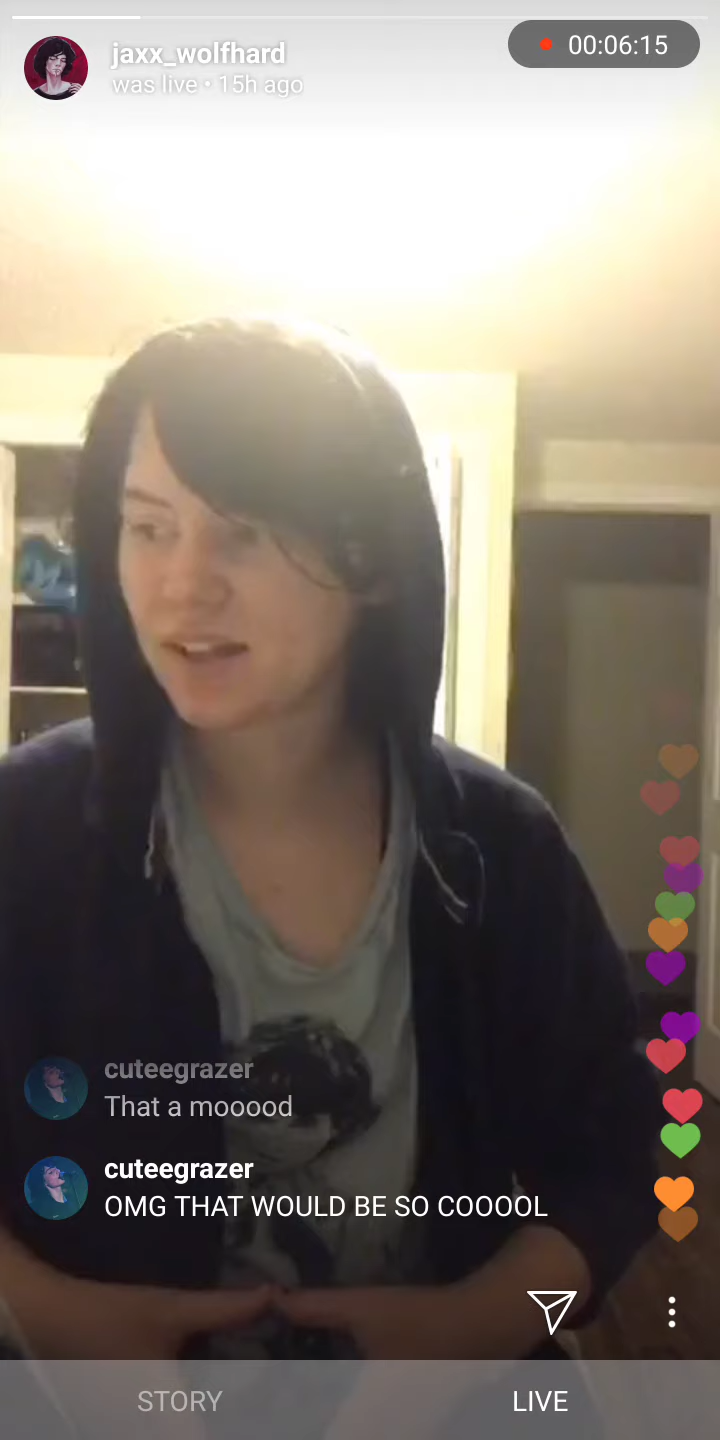 jaxx_wolfhard
was live • 15h ago
00:06:15
cuteegrazer
That a mooood
cuteegrazer
OMG THAT WOULD BE SO COOOOL
STORY
LIVE